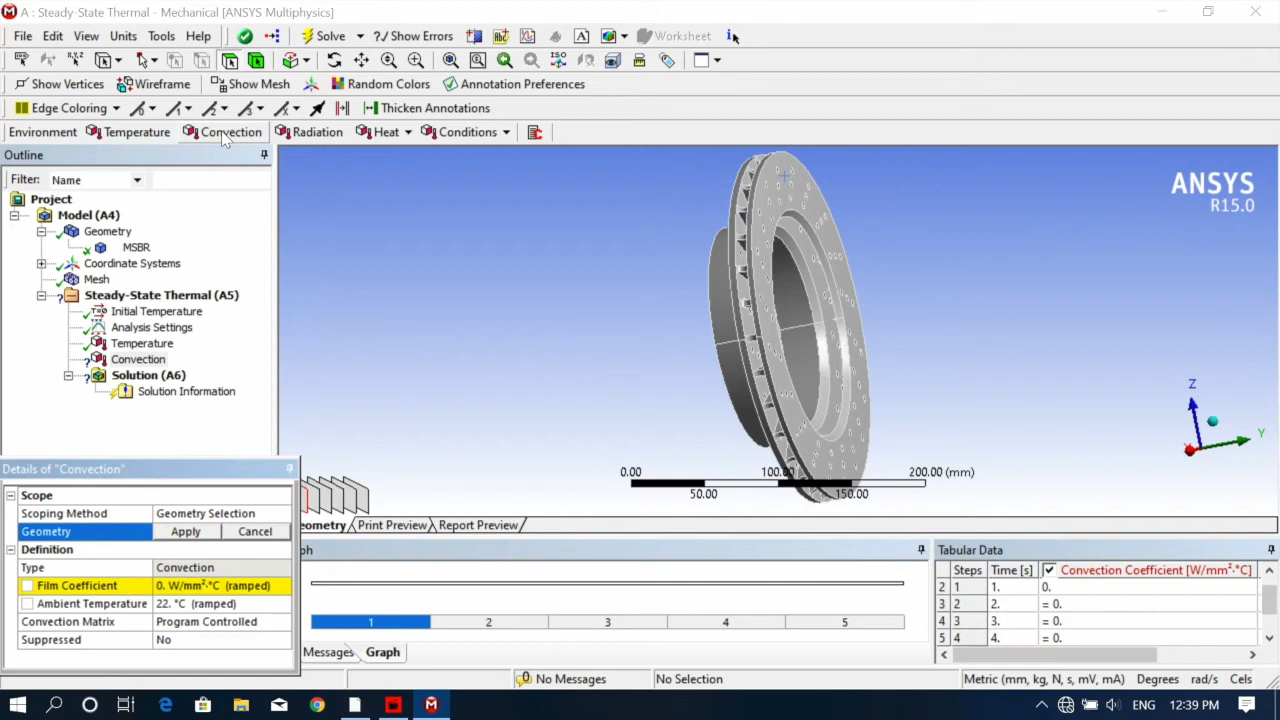 A : Steady-State Thermal - Mechanical [ANSYS Multiphysics]
File Edit View Units Tools Help Solve ?/ Show Errors Worksheet
Show Vertices Wireframe Show Mesh Random Colors Annotation Preferences
Edge Coloring Thicken Annotations
Environment Temperature Convection Radiation Heat Conditions
Outline
Filter: Name
Project
Model (A4)
Geometry
MSBR
Coordinate Systems
Mesh
Steady-State Thermal (A5)
Initial Temperature
Analysis Settings
Temperature
Convection
Solution (A6)
Solution Information
ANSYS
R15.0
Z
Y
0.00 100.00 200.00 (mm)
50.00 150.00
Details of "Convection"
Scope
Scoping Method Geometry Selection
Geometry Apply Cancel
Definition
Type Convection
Film Coefficient 0. W/mm²·°C (ramped)
Ambient Temperature 22. °C (ramped)
Convection Matrix Program Controlled
Suppressed No
eometry Print Preview Report Preview
ph
1 2 3 4 5
Messages Graph
Tabular Data
Steps Time [s] Convection Coefficient [W/mm²·°C]
2 1 1. 0.
3 2 2. = 0.
4 3 3. = 0.
5 4 4. = 0.
0 No Messages No Selection Metric (mm, kg, N, s, mV, mA) Degrees rad/s Cels
ENG 12:39 PM